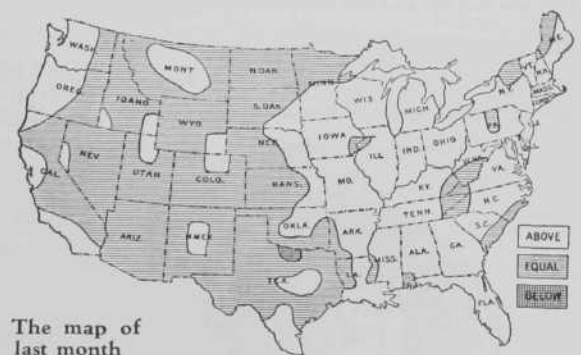 WASH.
MONT.
N.DAK.
MINN.
ME.
OREG.
IDAHO
S.DAK.
WIS.
MICH.
N.Y.
VT.
N.H.
MASS.
WYO.
NEB.
IOWA
PA.
NEV.
UTAH
COLO.
KANS.
MO.
ILL.
IND.
OHIO
VA.
CAL.
KY.
N.C.
TENN.
ARIZ.
N.MEX.
OKLA.
ARK.
S.C.
MISS.
ALA.
GA.
TEX.
LA.
FLA.
ABOVE
EQUAL
BELOW
The map of
last month